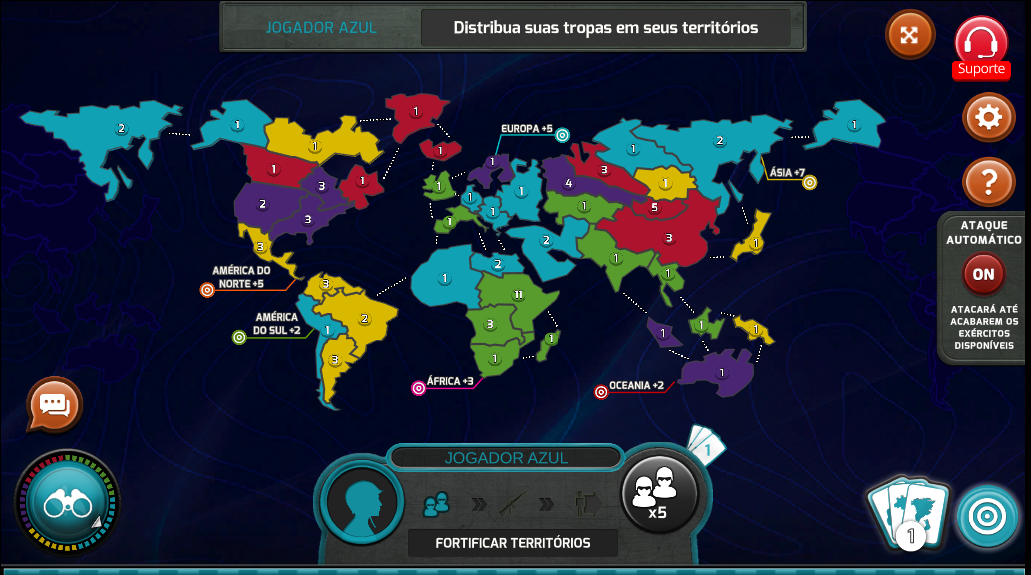 JOGADOR AZUL
Distribua suas tropas em seus territórios
Suporte
EUROPA +5
ÁSIA +7
ATAQUE
AUTOMÁTICO
ON
ATACARÁ ATÉ
ACABAREM OS
EXÉRCITOS
DISPONÍVEIS
AMÉRICA DO
NORTE +5
AMÉRICA
DO SUL +2
ÁFRICA +3
OCEANIA +2
2
1
1
1
1
3
1
2
3
3
3
2
1
3
1
1
1
1
1
1
1
1
2
11
3
1
1
4
3
1
2
1
1
1
5
3
2
1
1
1
1
1
1
1
JOGADOR AZUL
1
x5
FORTIFICAR TERRITÓRIOS
1
?